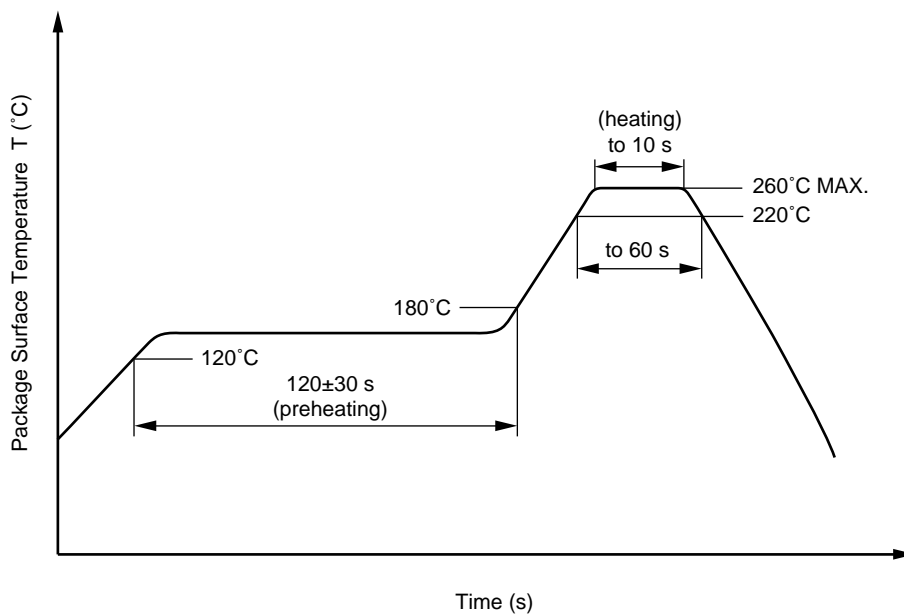 Package Surface Temperature T (˚C)
(heating)
to 10 s
260˚C MAX.
220˚C
to 60 s
180˚C
120˚C
120±30 s
(preheating)
Time (s)